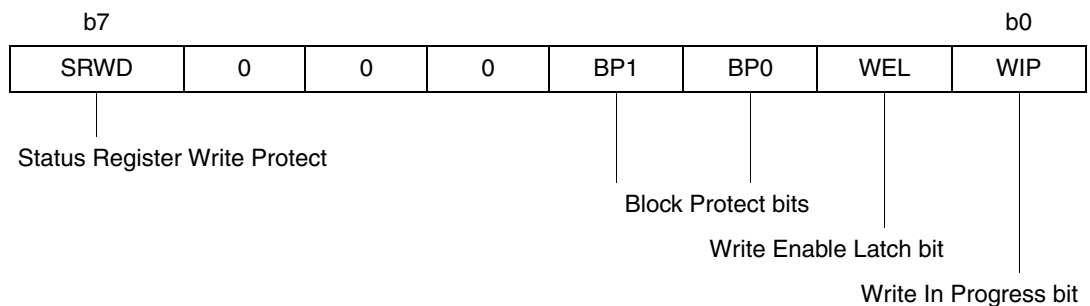 b7 b0
SRWD 0 0 0 BP1 BP0 WEL WIP
Status Register Write Protect
Block Protect bits
Write Enable Latch bit
Write In Progress bit